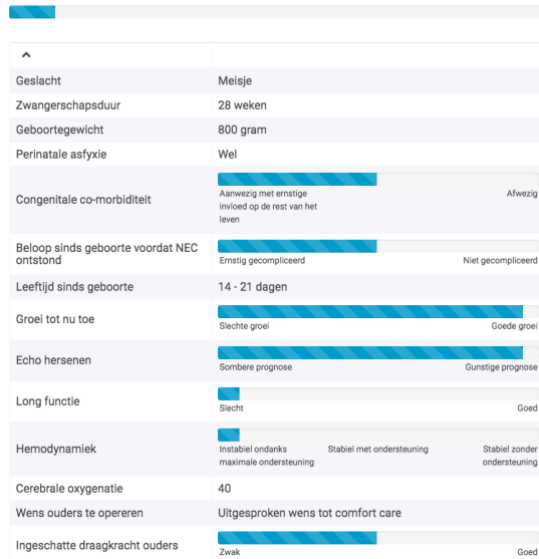 Geslacht Meisje
Zwangerschapsduur 28 weken
Geboortegewicht 800 gram
Perinatale asfyxie Wel
Congenitale co-morbiditeit
Aanwezig met ernstige Afwezig
invloed op de rest van het
leven
Beloop sinds geboorte voordat NEC
ontstond
Ernstig gecompliceerd Niet gecompliceerd
Leeftijd sinds geboorte 14 - 21 dagen
Groei tot nu toe
Slechte groei Goede groei
Echo hersenen
Sombere prognose Gunstige prognose
Long functie
Slecht Goed
Hemodynamiek
Instabiel ondanks Stabiel met ondersteuning Stabiel zonder
maximale ondersteuning ondersteuning
Cerebrale oxygenatie 40
Wens ouders te opereren Uitgesproken wens tot comfort care
Ingeschatte draagkracht ouders
Zwak Goed